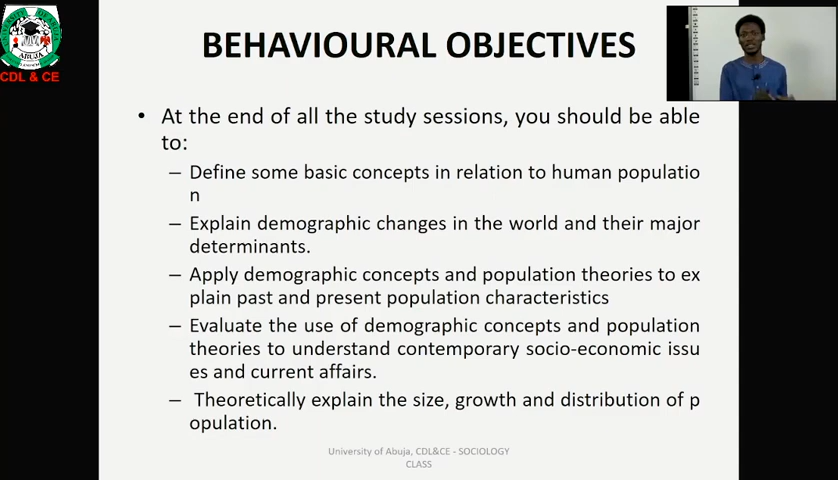 BEHAVIOURAL OBJECTIVES
• At the end of all the study sessions, you should be able
to:
– Define some basic concepts in relation to human populatio
n
– Explain demographic changes in the world and their major
determinants.
– Apply demographic concepts and population theories to ex
plain past and present population characteristics
– Evaluate the use of demographic concepts and population
theories to understand contemporary socio-economic issu
es and current affairs.
– Theoretically explain the size, growth and distribution of p
opulation.
University of Abuja, CDL&CE - SOCIOLOGY
CLASS
ABUJA
CDL & CE